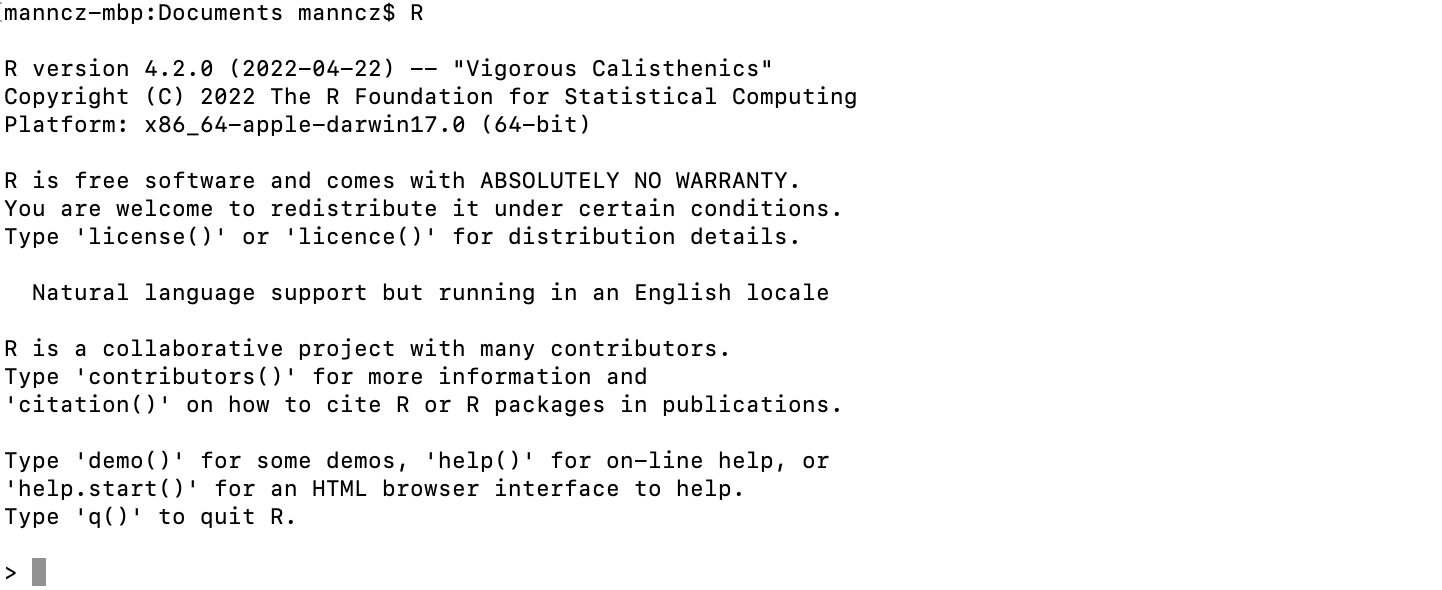 manncz-mbp:Documents manncz$ R
R version 4.2.0 (2022-04-22) -- "Vigorous Calisthenics"
Copyright (C) 2022 The R Foundation for Statistical Computing
Platform: x86_64-apple-darwin17.0 (64-bit)
R is free software and comes with ABSOLUTELY NO WARRANTY.
You are welcome to redistribute it under certain conditions.
Type 'license()' or 'licence()' for distribution details.
  Natural language support but running in an English locale
R is a collaborative project with many contributors.
Type 'contributors()' for more information and
'citation()' on how to cite R or R packages in publications.
Type 'demo()' for some demos, 'help()' for on-line help, or
'help.start()' for an HTML browser interface to help.
Type 'q()' to quit R.
>